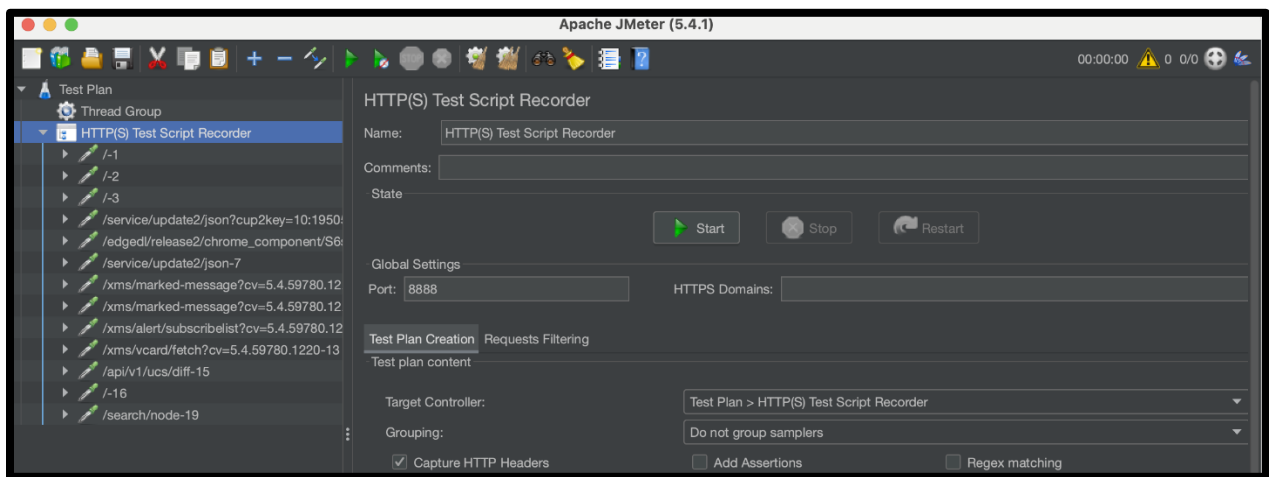 Apache JMeter (5.4.1)
STOP
00:00:00 0 0/0
Test Plan
Thread Group
HTTP(S) Test Script Recorder
/-1
/-2
/-3
/service/update2/json?cup2key=10:1950
/edgedl/release2/chrome_component/S6
/service/update2/json-7
/xms/marked-message?cv=5.4.59780.12
/xms/marked-message?cv=5.4.59780.12
/xms/alert/subscribelist?cv=5.4.59780.12
/xms/vcard/fetch?cv=5.4.59780.1220-13
/api/v1/ucs/diff-15
/-16
/search/node-19
HTTP(S) Test Script Recorder
Name: HTTP(S) Test Script Recorder
Comments:
State
Start Stop Restart
Global Settings
Port: 8888 HTTPS Domains:
Test Plan Creation Requests Filtering
Test plan content
Target Controller: Test Plan > HTTP(S) Test Script Recorder
Grouping: Do not group samplers
Capture HTTP Headers Add Assertions Regex matching